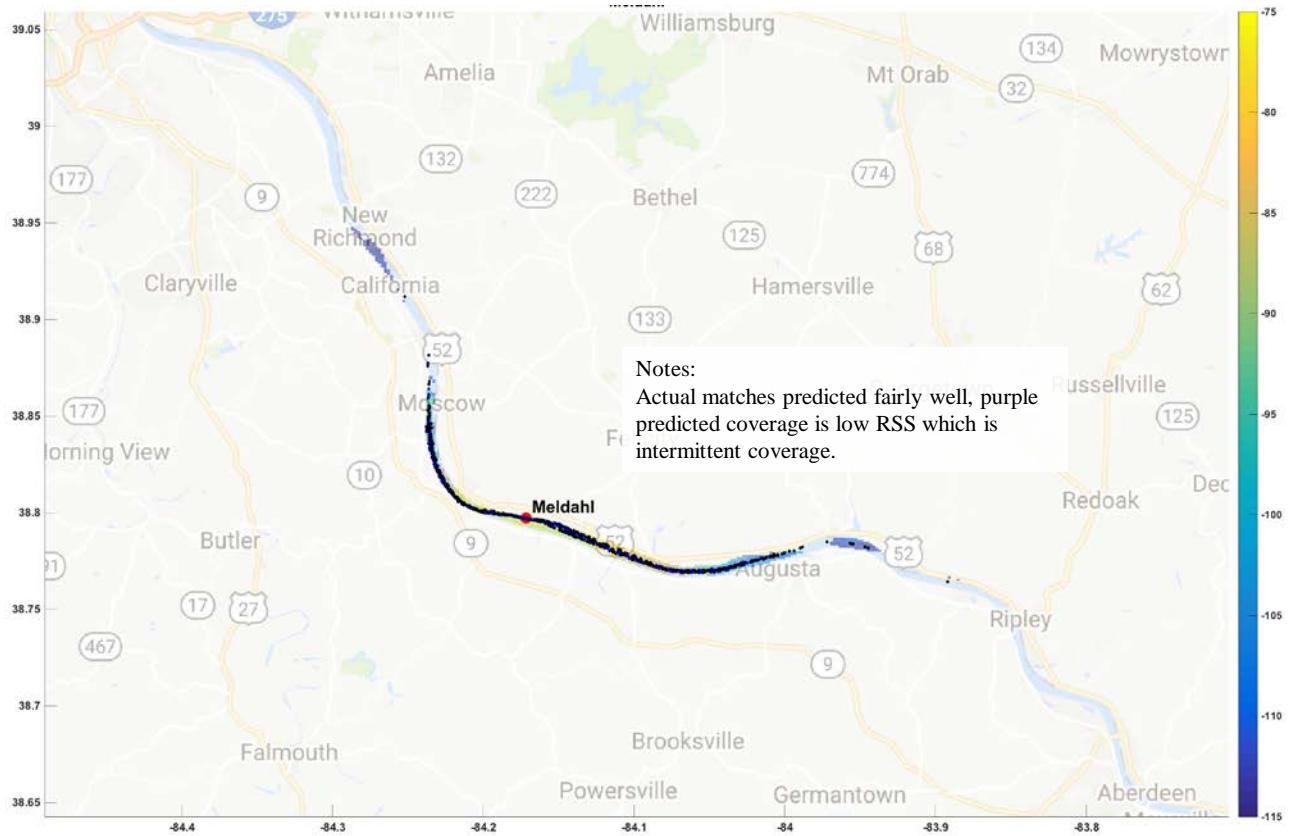 Meldahl
275
Withamsville
Williamsburg
39.05
134
Mowrystown
Amelia
Mt Orab
32
39
132
177
774
222
9
Bethel
38.95
New
Richmond
125
68
Claryville
California
Hamersville
62
38.9
133
52
Notes:
Actual matches predicted fairly well, purple
predicted coverage is low RSS which is
intermittent coverage.
Russellville
38.85
177
Moscow
125
Morning View
10
Dec
Redoak
38.8
Meldahl
Butler
9
52
52
91
Augusta
38.75
17
27
Ripley
467
9
38.7
Falmouth
Brooksville
Powersville
Germantown
Aberdeen
38.65
-84.4
-84.3
-84.2
-84.1
-84
-83.9
-83.8
-75
-80
-85
-90
-95
-100
-105
-110
-115